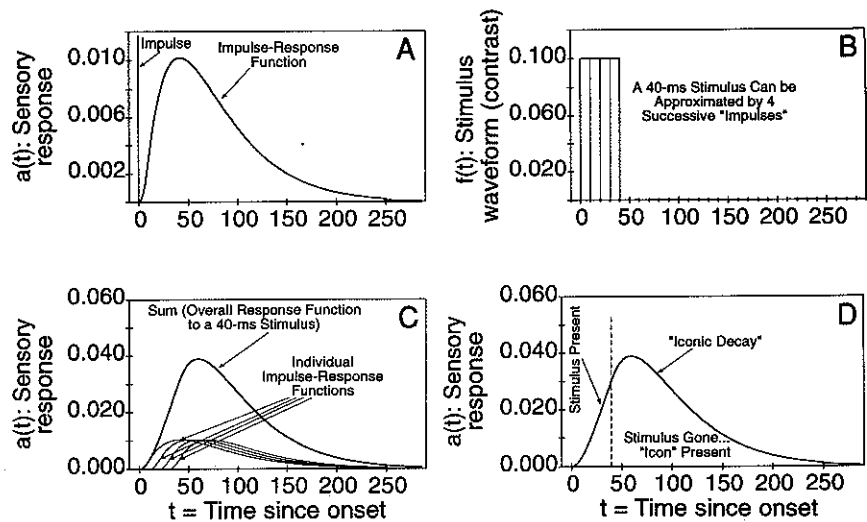 A
Impulse
Impulse-Response
Function
a(t): Sensory
response
0.010
0.006
0.002
0 50 100 150 200 250
B
f(t): Stimulus
waveform (contrast)
0.100
0.060
0.020
A 40-ms Stimulus Can be
Approximated by 4
Successive "Impulses"
0 50 100 150 200 250
C
a(t): Sensory
response
0.060
0.040
0.020
0.000
Sum (Overall Response Function
to a 40-ms Stimulus)
Individual
Impulse-Response
Functions
0 50 100 150 200 250
t = Time since onset
D
a(t): Sensory
response
0.060
0.040
0.020
0.000
Stimulus Present
"Iconic Decay"
Stimulus Gone...
"Icon" Present
0 50 100 150 200 250
t = Time since onset